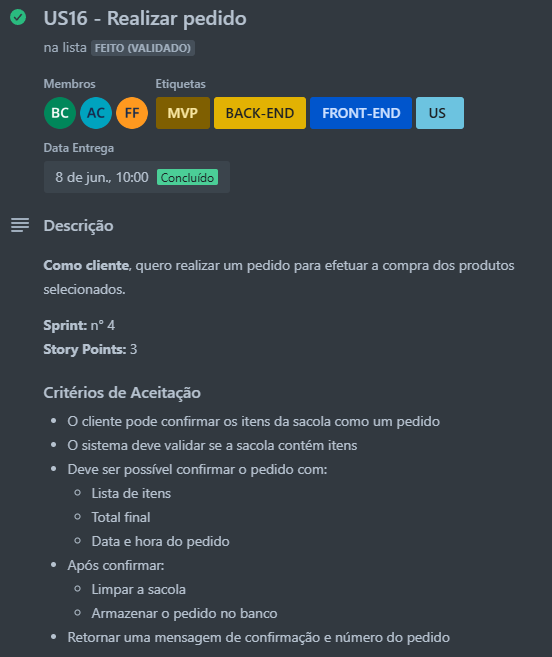 US16 - Realizar pedido
na lista FEITO (VALIDADO)
Membros Etiquetas
BC AC FF MVP BACK-END FRONT-END US
Data Entrega
8 de jun., 10:00 Concluído
Descrição
Como cliente, quero realizar um pedido para efetuar a compra dos produtos
selecionados.
Sprint: n° 4
Story Points: 3
Critérios de Aceitação
O cliente pode confirmar os itens da sacola como um pedido
O sistema deve validar se a sacola contém itens
Deve ser possível confirmar o pedido com:
Lista de itens
Total final
Data e hora do pedido
Após confirmar:
Limpar a sacola
Armazenar o pedido no banco
Retornar uma mensagem de confirmação e número do pedido